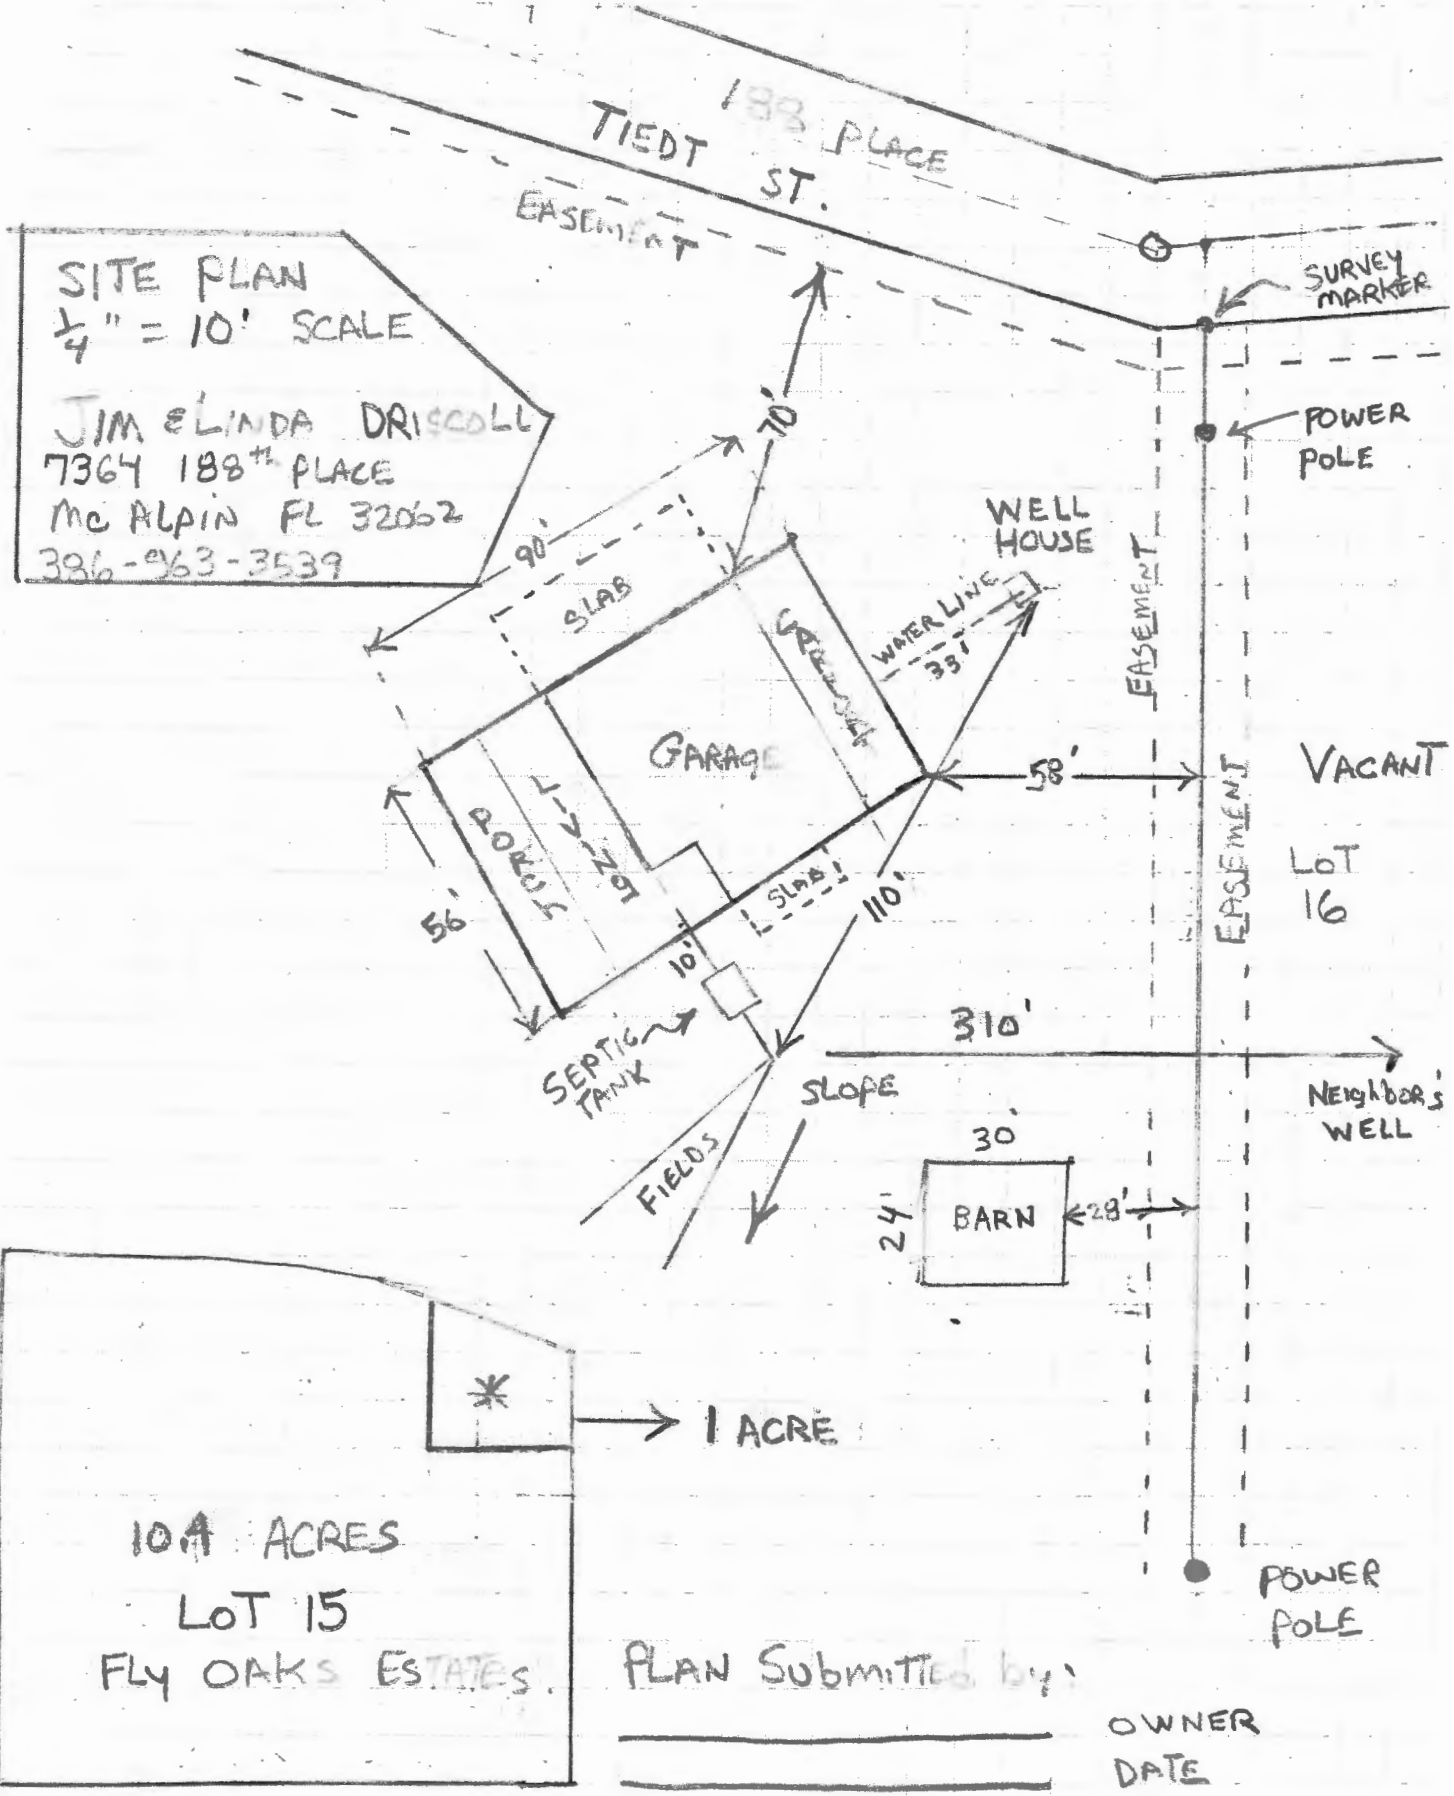 188 PLACE
TIEDT ST.
EASEMENT
SITE PLAN
1/4" = 10' SCALE
JIM & LINDA DRISCOLL
7364 188th PLACE
Mc ALPIN FL 32062
386-963-3539
SURVEY
MARKER
POWER
POLE
70'
90'
SLAB
WELL
HOUSE
WATER LINE
33'
EASEMENT
GARAGE
LIVING
56'
58'
VACANT
LOT
16
EASEMENT
SLAB
110'
10'
SEPTIC
TANK
310'
NEIghboR's
WELL
SLOPE
FIELDS
30'
24'
BARN
28'
1 ACRE
10.4 ACRES
LOT 15
FLY OAKS ESTATES.
POWER
POLE
PLAN Submitted by:
OWNER
DATE